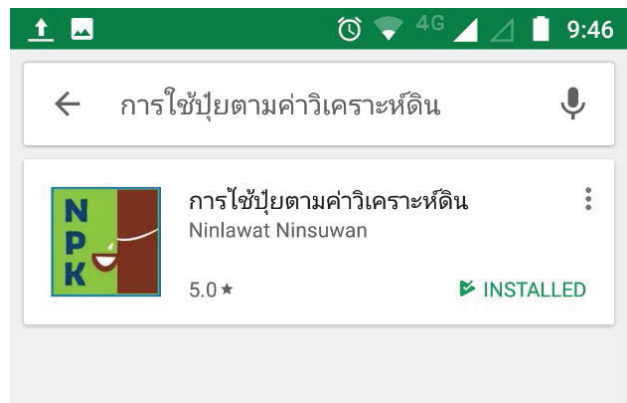 4G 9:46
การใช้ปุ๋ยตามค่าวิเคราะห์ดิน
การใช้ปุ๋ยตามค่าวิเคราะห์ดิน
Ninlawat Ninsuwan
N
P
K
5.0★ INSTALLED